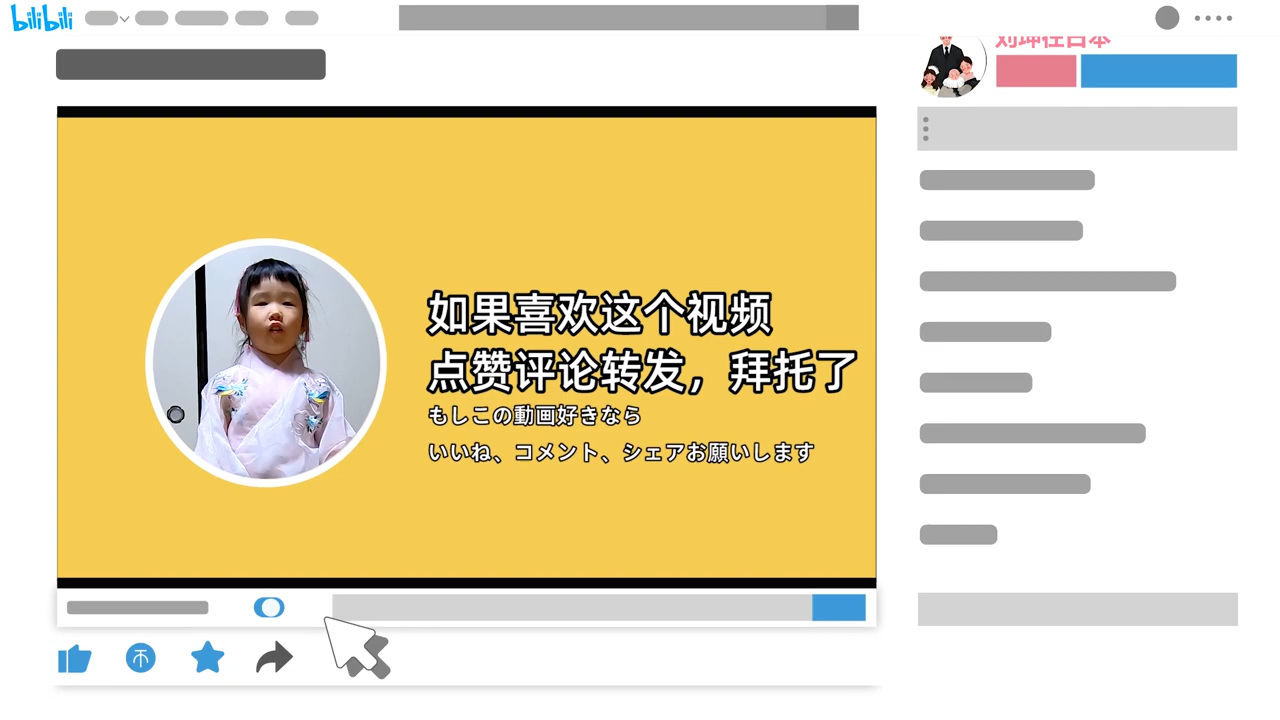 bilibili
刘坤在日本
如果喜欢这个视频
点赞评论转发，拜托了
もしこの動画好きなら
いいね、コメント、シェアお願いします